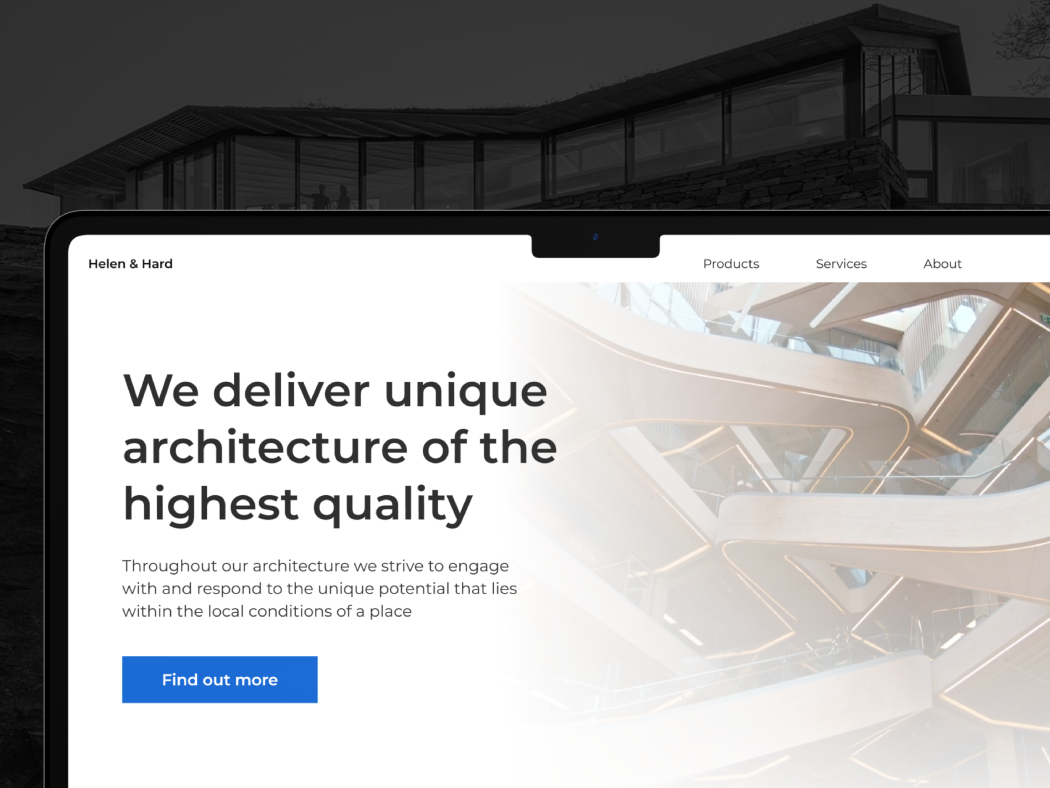 Helen & Hard
Products
Services
About
We deliver unique
architecture of the
highest quality
Throughout our architecture we strive to engage
with and respond to the unique potential that lies
within the local conditions of a place
Find out more